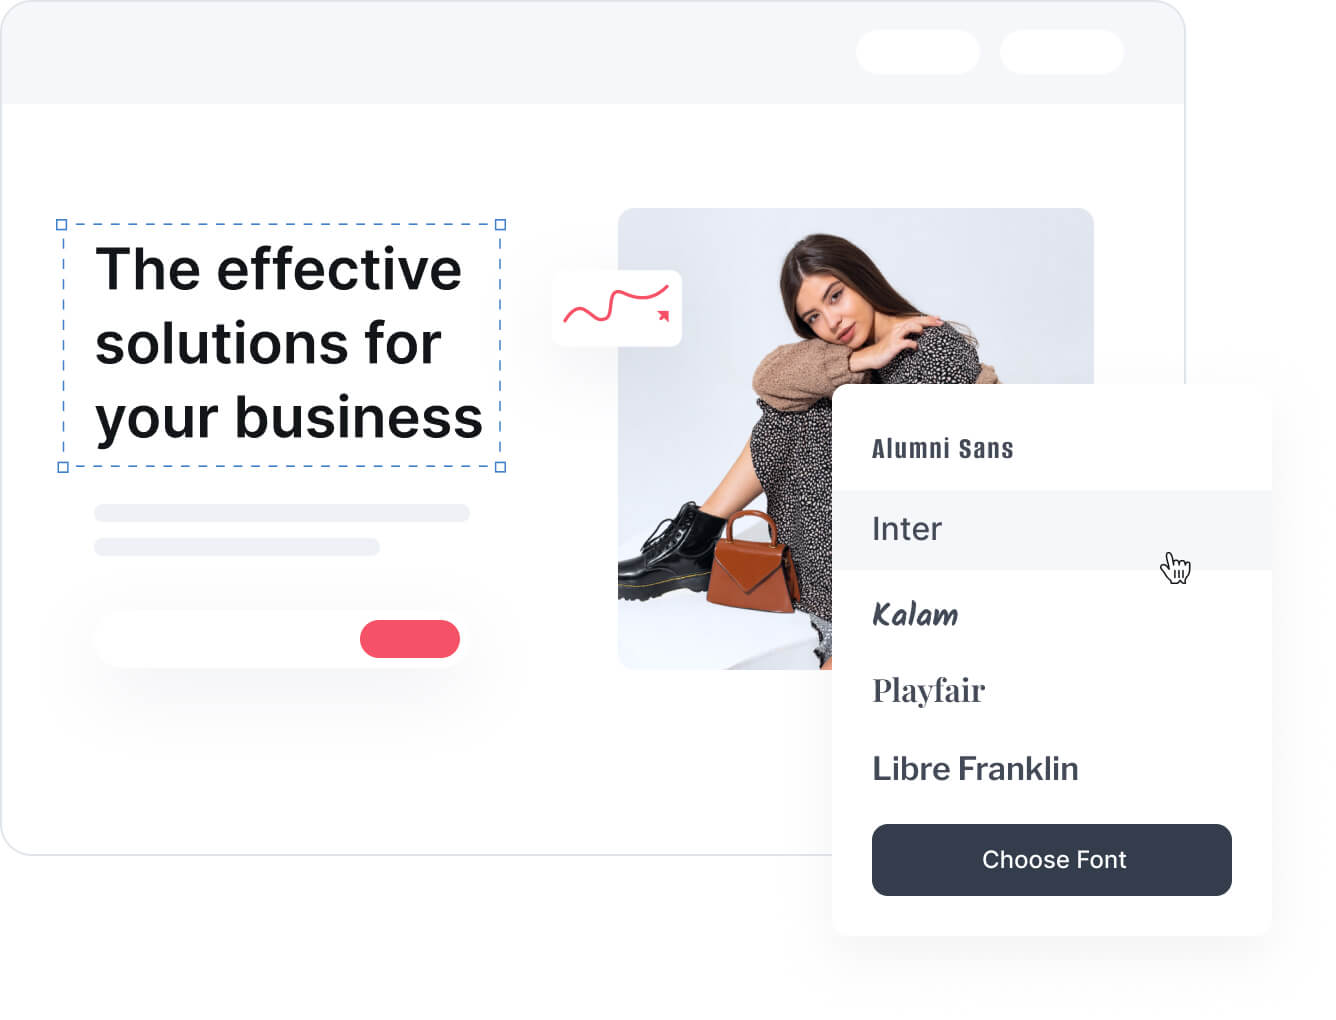 The effective
solutions for
your business
Alumni Sans
Inter
Kalam
Playfair
Libre Franklin
Choose Font